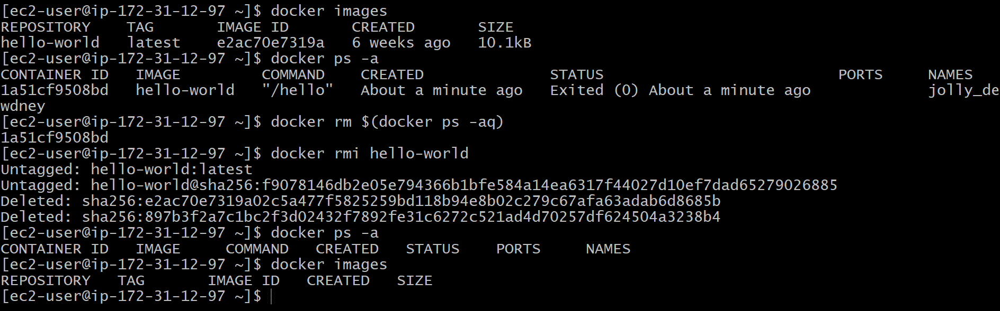 [ec2-user@ip-172-31-12-97 ~]$ docker images
REPOSITORY    TAG       IMAGE ID       CREATED       SIZE
hello-world   latest    e2ac70e7319a   6 weeks ago   10.1kB
[ec2-user@ip-172-31-12-97 ~]$ docker ps -a
CONTAINER ID   IMAGE         COMMAND    CREATED              STATUS                          PORTS     NAMES
1a51cf9508bd   hello-world   "/hello"   About a minute ago   Exited (0) About a minute ago             jolly_de
wdney
[ec2-user@ip-172-31-12-97 ~]$ docker rm $(docker ps -aq)
1a51cf9508bd
[ec2-user@ip-172-31-12-97 ~]$ docker rmi hello-world
Untagged: hello-world:latest
Untagged: hello-world@sha256:f9078146db2e05e794366b1bfe584a14ea6317f44027d10ef7dad65279026885
Deleted: sha256:e2ac70e7319a02c5a477f5825259bd118b94e8b02c279c67afa63adab6d8685b
Deleted: sha256:897b3f2a7c1bc2f3d02432f7892fe31c6272c521ad4d70257df624504a3238b4
[ec2-user@ip-172-31-12-97 ~]$ docker ps -a
CONTAINER ID   IMAGE     COMMAND   CREATED   STATUS    PORTS     NAMES
[ec2-user@ip-172-31-12-97 ~]$ docker images
REPOSITORY   TAG       IMAGE ID   CREATED   SIZE
[ec2-user@ip-172-31-12-97 ~]$